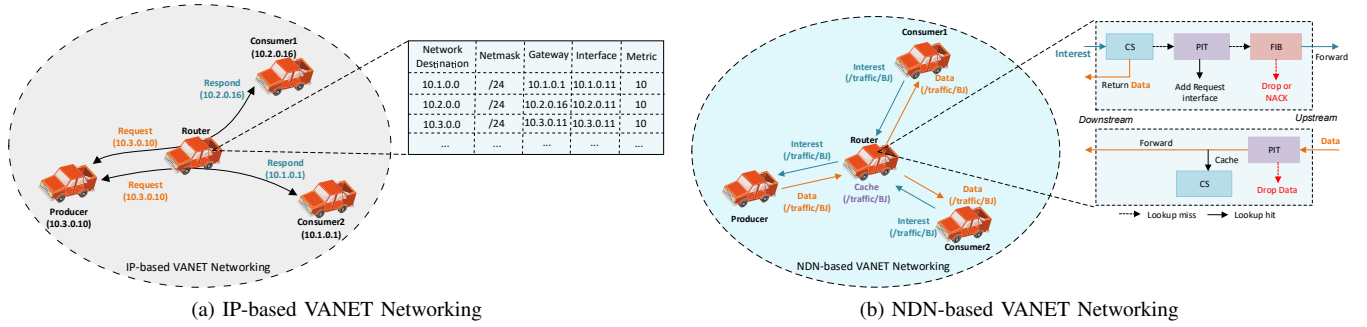 Consumer1
(10.2.0.16)
Respond
(10.2.0.16)
Request
(10.3.0.10)
Router
Request
(10.3.0.10)
Respond
(10.1.0.1)
Producer
(10.3.0.10)
Consumer2
(10.1.0.1)
IP-based VANET Networking
Network Destination Netmask Gateway Interface Metric
10.1.0.0 /24 10.1.0.1 10.1.0.11 10
10.2.0.0 /24 10.2.0.16 10.2.0.11 10
10.3.0.0 /24 10.3.0.11 10.3.0.11 10
... ... ... ... ...
(a) IP-based VANET Networking
Consumer1
Interest
(/traffic/BJ)
Data
(/traffic/BJ)
Router
Interest
(/traffic/BJ)
Data
(/traffic/BJ)
Cache
(/traffic/BJ)
Data
(/traffic/BJ)
Interest
(/traffic/BJ)
Producer
Consumer2
NDN-based VANET Networking
CS PIT FIB
Interest
Forward
Return Data
Add Request
interface
Drop or
NACK
Downstream Upstream
Forward
PIT
Data
Cache
CS
Drop Data
Lookup miss Lookup hit
(b) NDN-based VANET Networking